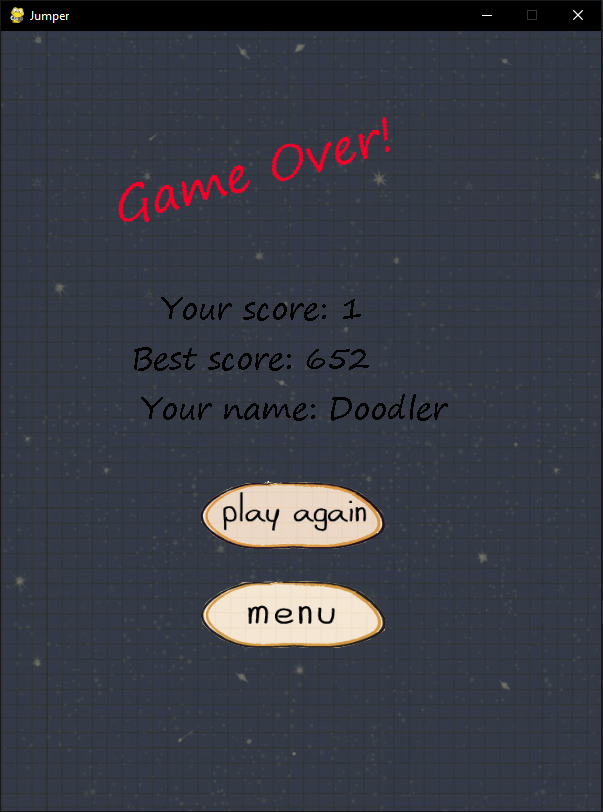 Jumper
Game Over!
Your score: 1
Best score: 652
Your name: Doodler
play again
menu